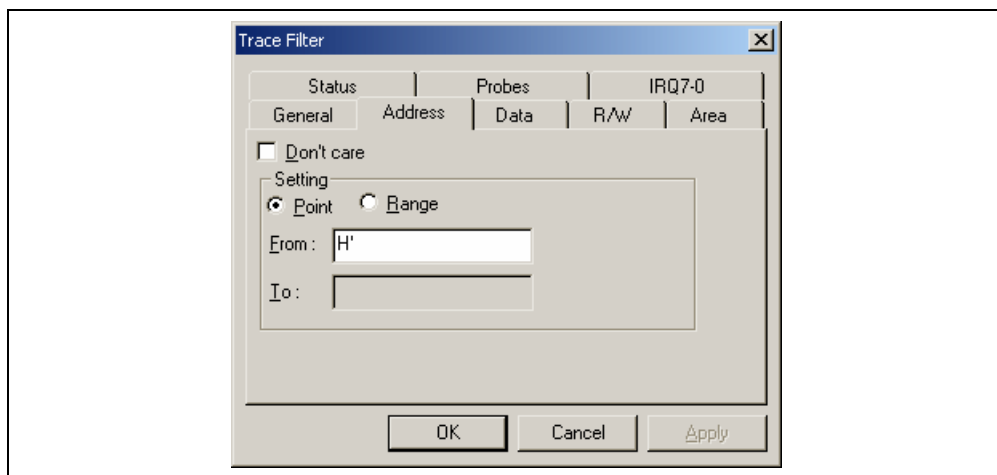 Trace Filter
Status Probes IRQ7-0
General Address Data R/W Area
Don't care
Setting
Point Range
From : H'
To :
OK Cancel Apply